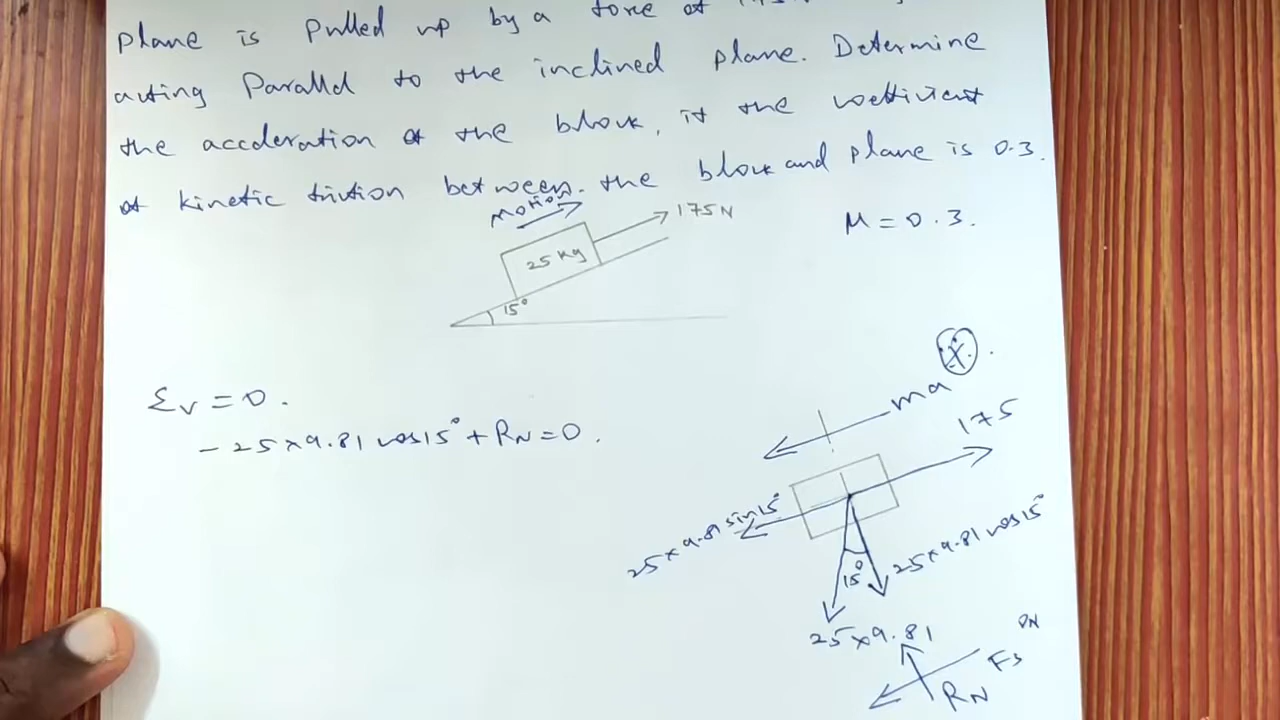 plane is pulled up by a force of 175
acting Parallel to the inclined plane. Determine
the acceleration of the block, if the coefficient
of kinetic friction between. the block and plane is 0.3.
Motion
175N
M = 0.3.
25 kg
15°
ma
Σv = 0.
175
- 25×9.81 cos15° + RN = 0.
25×9.81 sin15°
25×9.81 cos15°
15°
25×9.81
RN